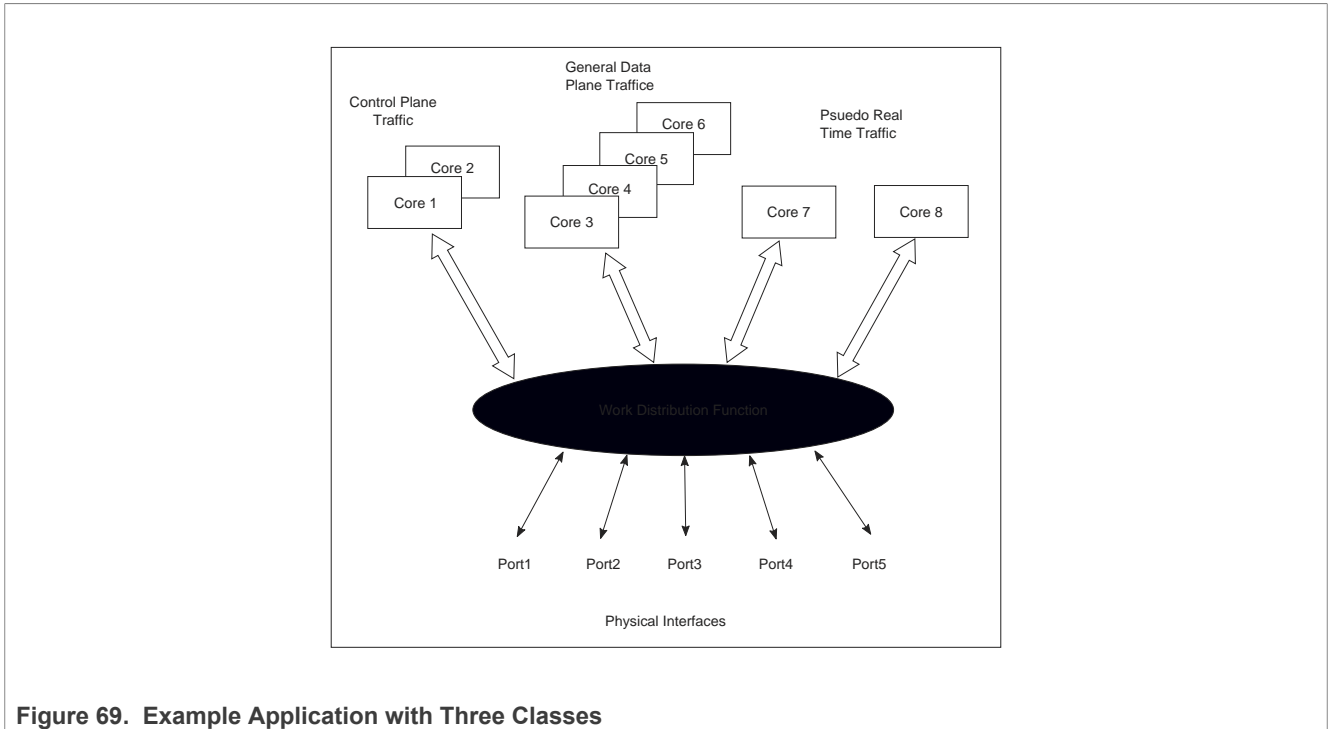 General Data
Plane Traffice
Control Plane
Traffic
Psuedo Real
Time Traffic
Core 6
Core 5
Core 4
Core 3
Core 2
Core 1
Core 7
Core 8
Work Distribution Function
Port1
Port2
Port3
Port4
Port5
Physical Interfaces
Figure 69. Example Application with Three Classes